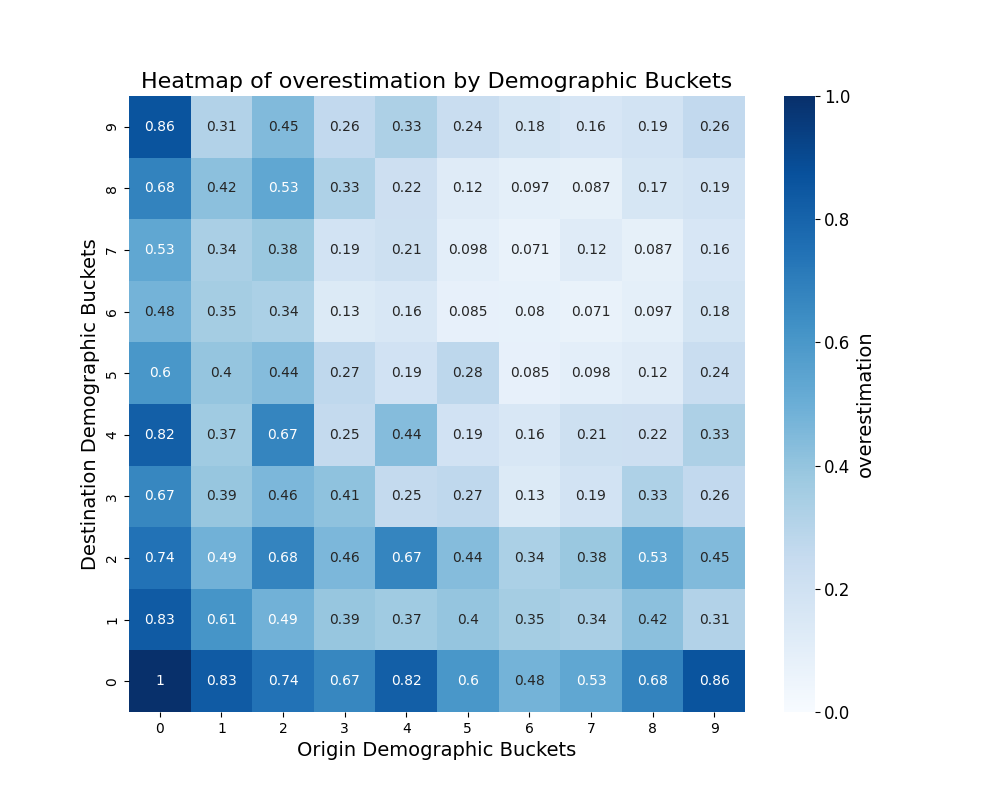 Heatmap of overestimation by Demographic Buckets
Destination Demographic Buckets
9 0.86 0.31 0.45 0.26 0.33 0.24 0.18 0.16 0.19 0.26
8 0.68 0.42 0.53 0.33 0.22 0.12 0.097 0.087 0.17 0.19
7 0.53 0.34 0.38 0.19 0.21 0.098 0.071 0.12 0.087 0.16
6 0.48 0.35 0.34 0.13 0.16 0.085 0.08 0.071 0.097 0.18
5 0.6 0.4 0.44 0.27 0.19 0.28 0.085 0.098 0.12 0.24
4 0.82 0.37 0.67 0.25 0.44 0.19 0.16 0.21 0.22 0.33
3 0.67 0.39 0.46 0.41 0.25 0.27 0.13 0.19 0.33 0.26
2 0.74 0.49 0.68 0.46 0.67 0.44 0.34 0.38 0.53 0.45
1 0.83 0.61 0.49 0.39 0.37 0.4 0.35 0.34 0.42 0.31
0 1 0.83 0.74 0.67 0.82 0.6 0.48 0.53 0.68 0.86
0 1 2 3 4 5 6 7 8 9
Origin Demographic Buckets
1.0
0.8
0.6
0.4
0.2
0.0
overestimation